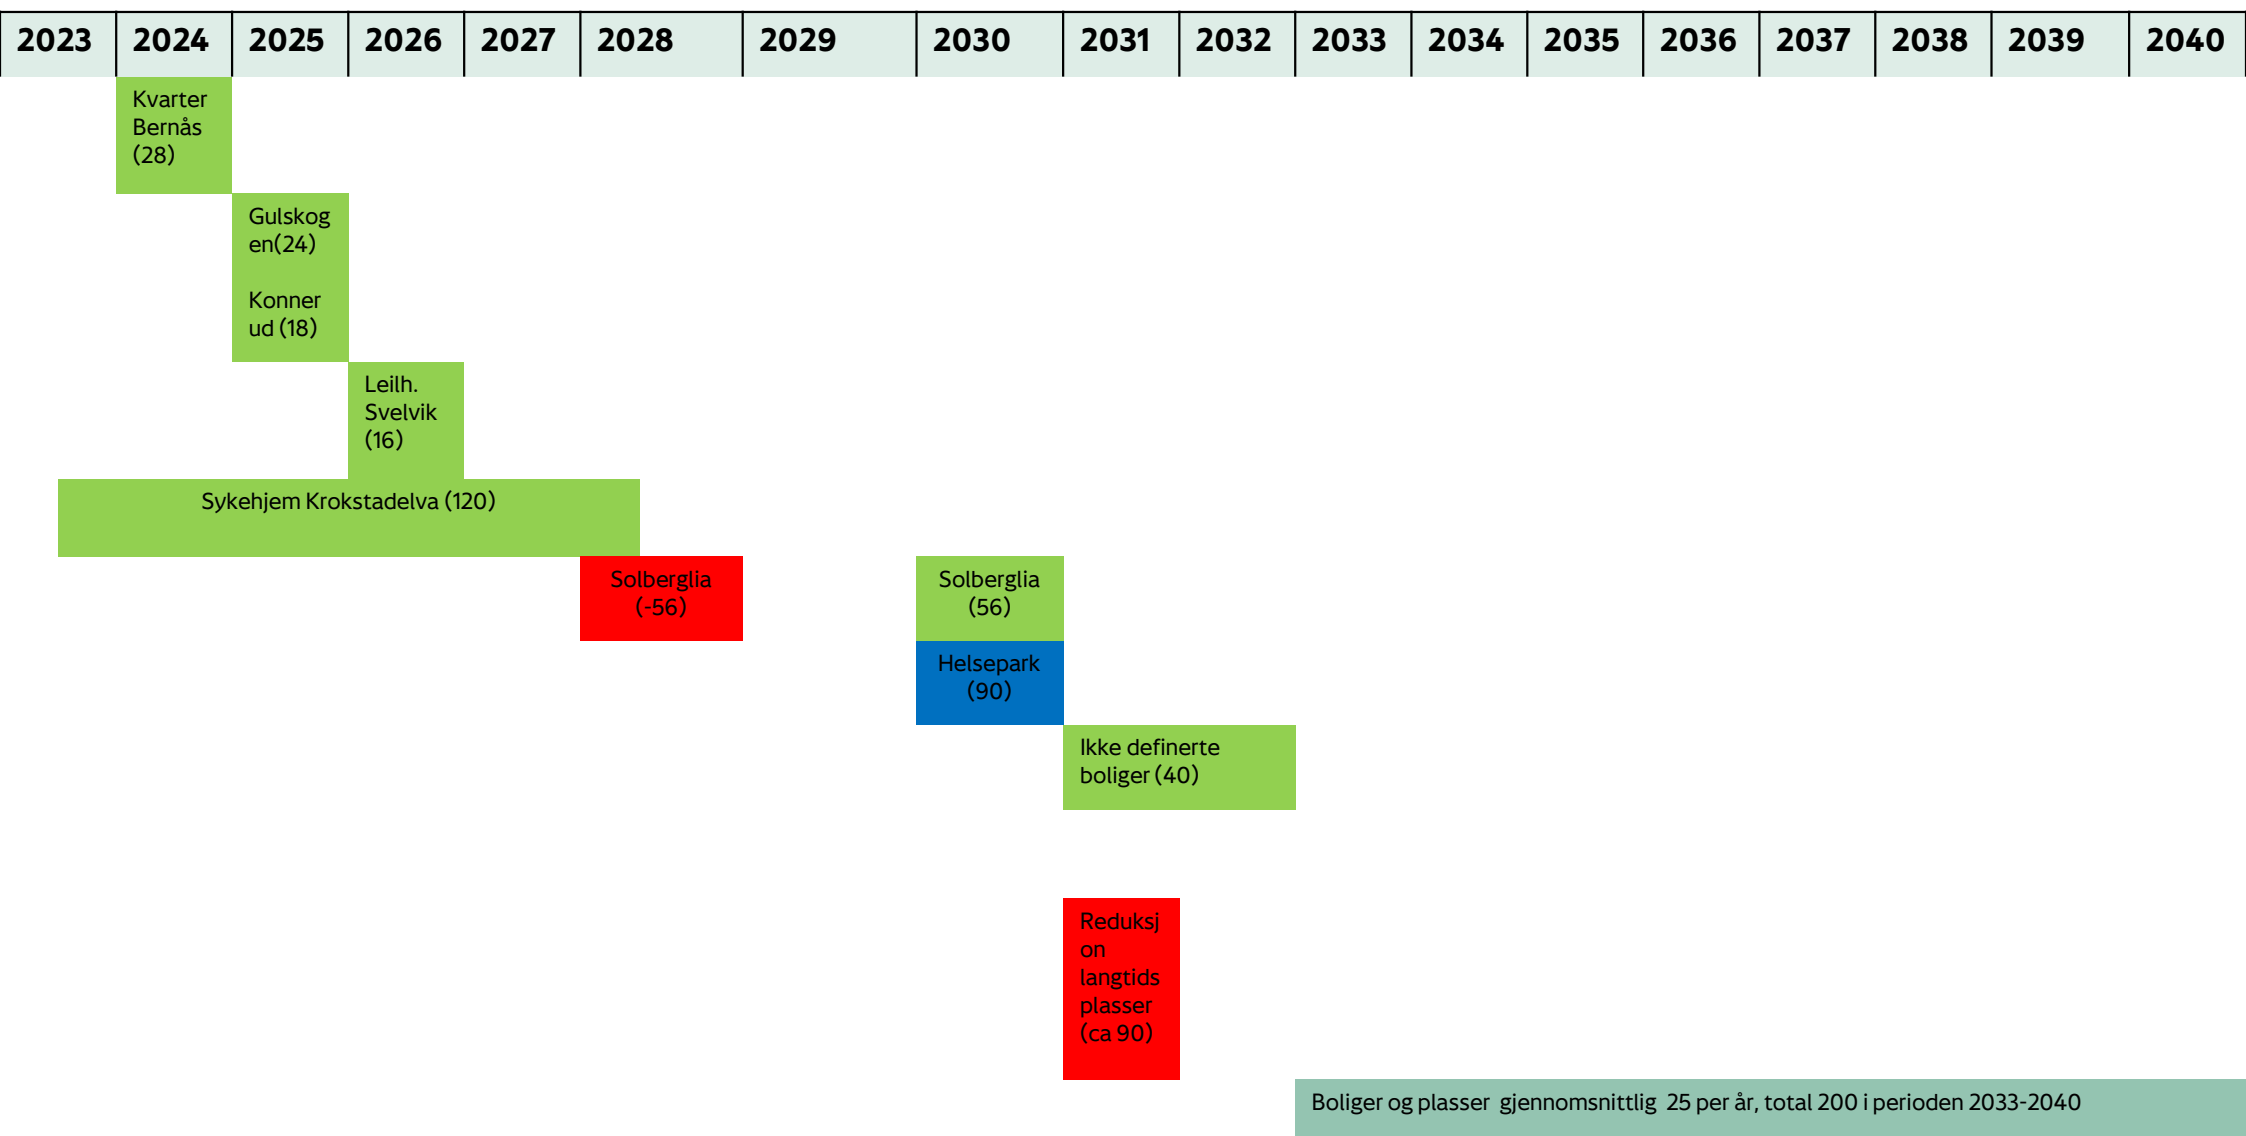 2023 2024 2025 2026 2027 2028 2029 2030 2031 2032 2033 2034 2035 2036 2037 2038 2039 2040
Kvarter
Bernås
(28)
Gulskog
en(24)
Konner
ud (18)
Leilh.
Svelvik
(16)
Sykehjem Krokstadelva (120)
Solberglia
(-56)
Solberglia
(56)
Helsepark
(90)
Ikke definerte
boliger (40)
Reduksj
on
langtids
plasser
(ca 90)
Boliger og plasser gjennomsnittlig 25 per år, total 200 i perioden 2033-2040